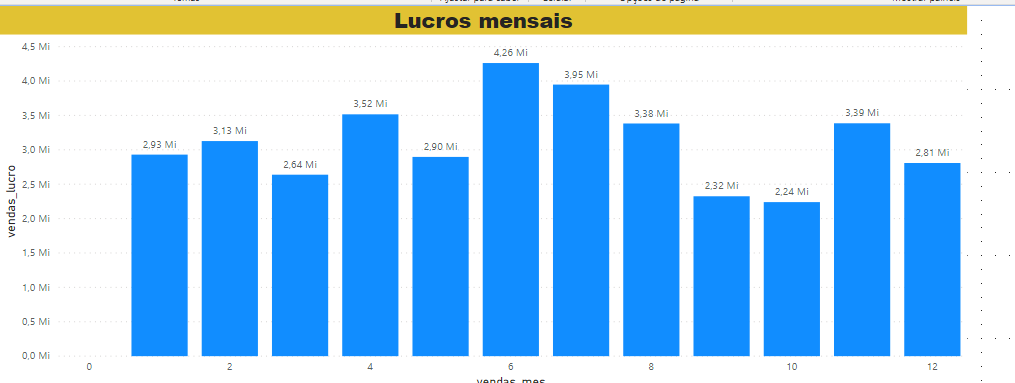 Lucros mensais
4,5 Mi
4,0 Mi
3,5 Mi
3,0 Mi
2,5 Mi
2,0 Mi
1,5 Mi
1,0 Mi
0,5 Mi
0,0 Mi
vendas_lucro
2,93 Mi
3,13 Mi
2,64 Mi
3,52 Mi
2,90 Mi
4,26 Mi
3,95 Mi
3,38 Mi
2,32 Mi
2,24 Mi
3,39 Mi
2,81 Mi
0 2 4 6 8 10 12
vendas_mes